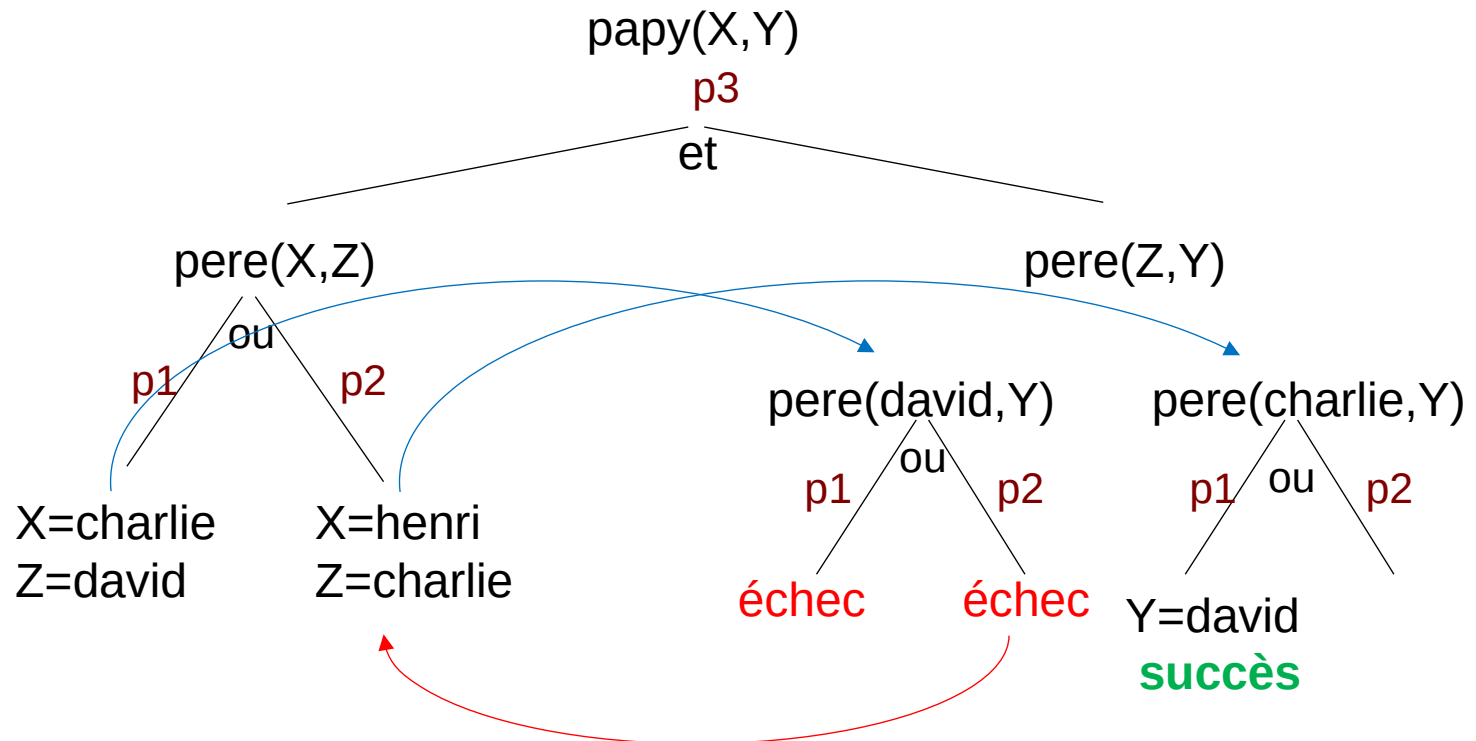 papy(X,Y)
p3
et
pere(X,Z)
pere(Z,Y)
ou
p1
p2
pere(david,Y)
pere(charlie,Y)
ou
p1
p2
ou
p1
p2
X=charlie
Z=david
X=henri
Z=charlie
échec
échec
Y=david
succès